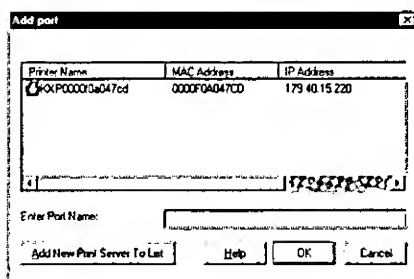 Add port
Printer Name MAC Address IP Address
KXP0000f0a047cd 0000F0A047CD 179.40.15.220
Enter Port Name:
Add New Print Server To List Help OK Cancel